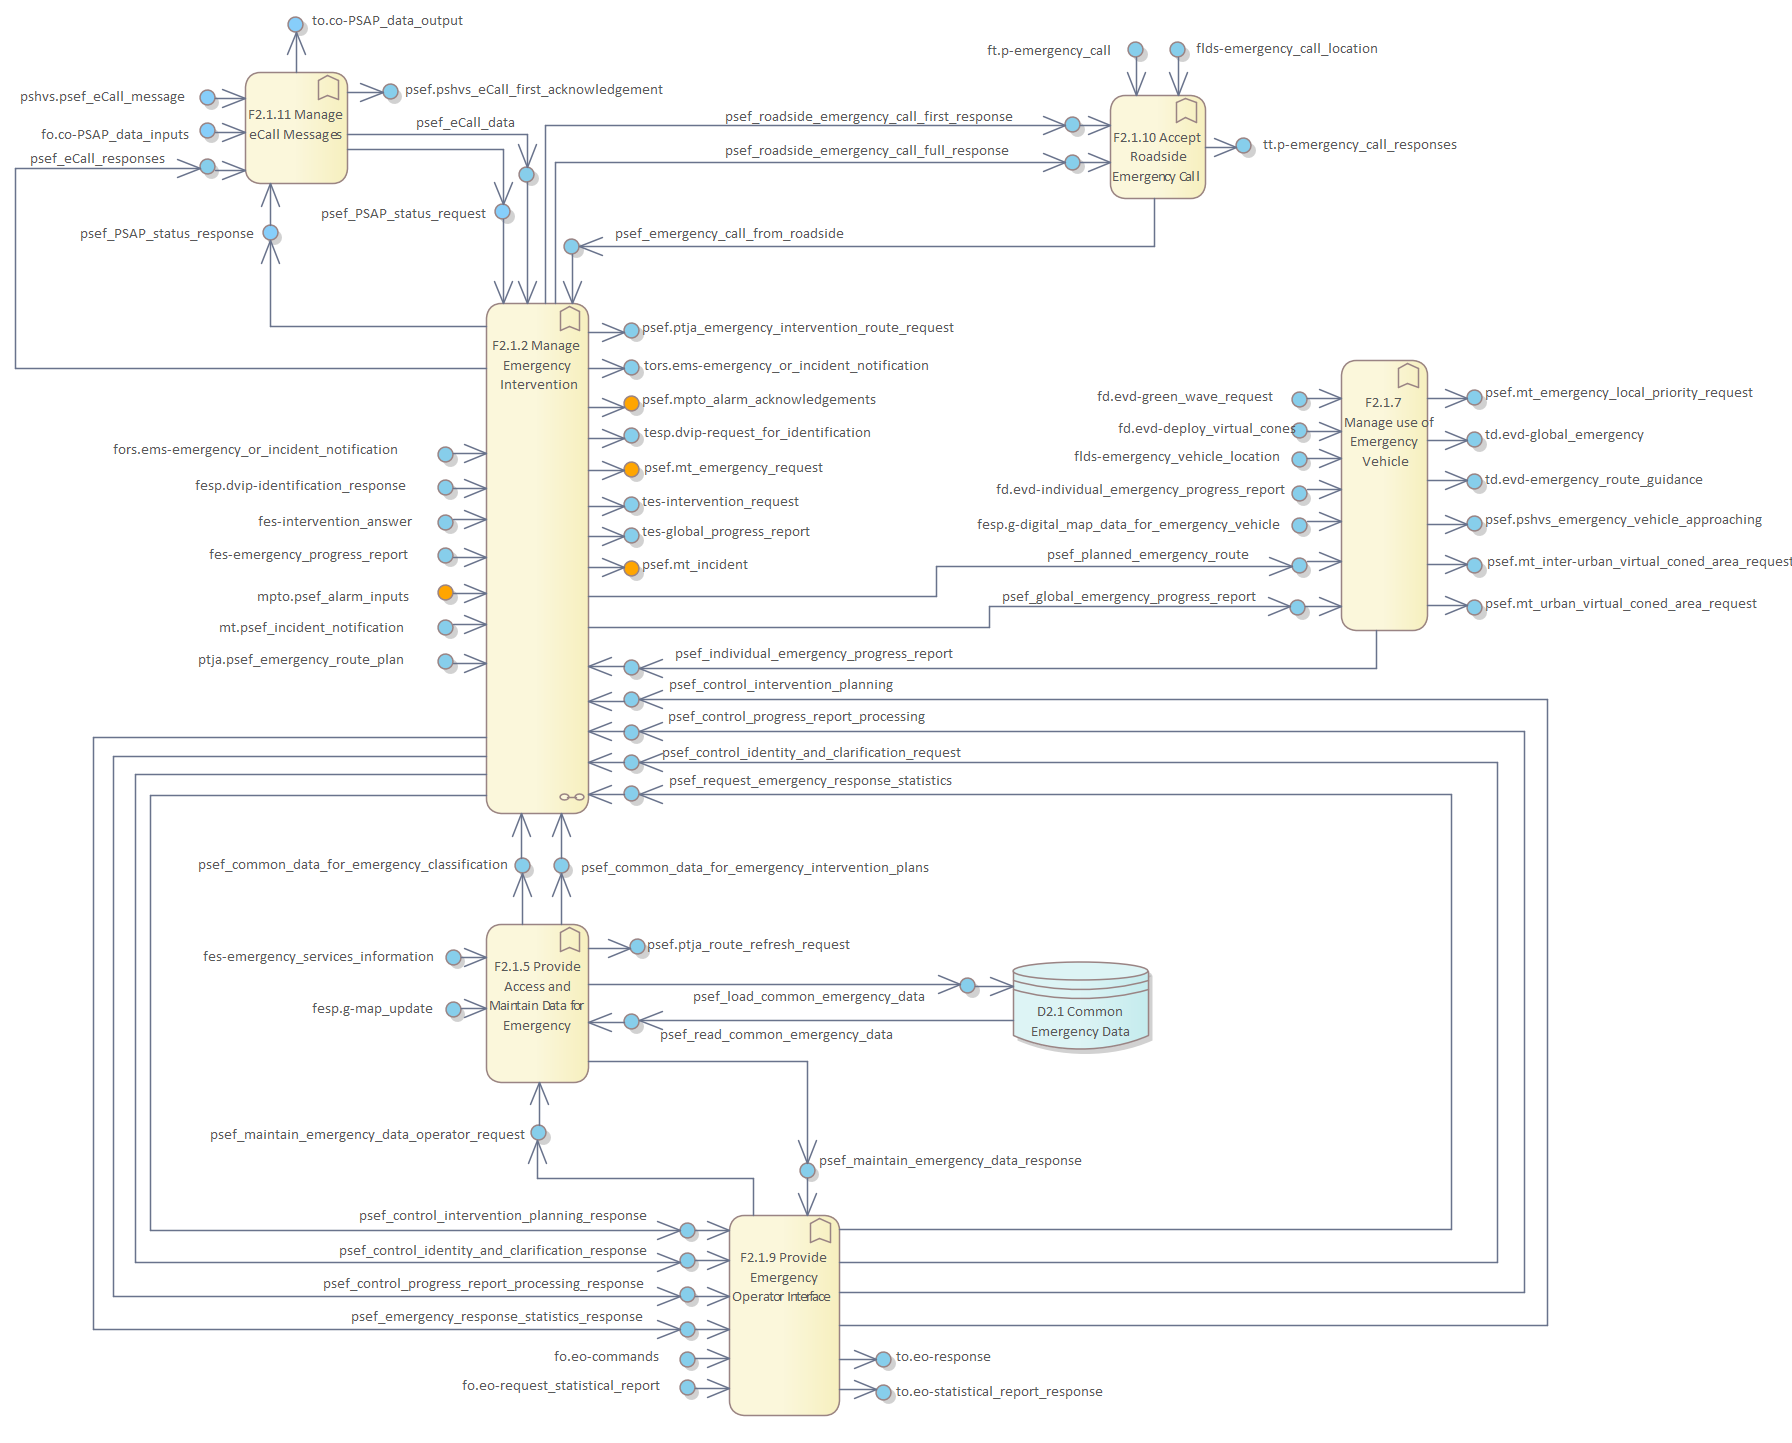 to.co-PSAP_data_output
pshvs.psef_eCall_message
fo.co-PSAP_data_inputs
psef_eCall_responses
F2.1.11 Manage
eCall Messages
psef.pshvs_eCall_first_acknowledgement
psef_eCall_data
psef_PSAP_status_request
psef_PSAP_status_response
ft.p-emergency_call
flds-emergency_call_location
psef_roadside_emergency_call_first_response
psef_roadside_emergency_call_full_response
F2.1.10 Accept
Roadside
Emergency Call
tt.p-emergency_call_responses
psef_emergency_call_from_roadside
F2.1.2 Manage
Emergency
Intervention
psef.ptja_emergency_intervention_route_request
tors.ems-emergency_or_incident_notification
psef.mpto_alarm_acknowledgements
tesp.dvip-request_for_identification
psef.mt_emergency_request
tes-intervention_request
tes-global_progress_report
psef.mt_incident
fors.ems-emergency_or_incident_notification
fesp.dvip-identification_response
fes-intervention_answer
fes-emergency_progress_report
mpto.psef_alarm_inputs
mt.psef_incident_notification
ptja.psef_emergency_route_plan
fd.evd-green_wave_request
fd.evd-deploy_virtual_cones
flds-emergency_vehicle_location
fd.evd-individual_emergency_progress_report
fesp.g-digital_map_data_for_emergency_vehicle
psef_planned_emergency_route
psef_global_emergency_progress_report
F2.1.7
Manage use of
Emergency
Vehicle
psef.mt_emergency_local_priority_request
td.evd-global_emergency
td.evd-emergency_route_guidance
psef.pshvs_emergency_vehicle_approaching
psef.mt_inter-urban_virtual_coned_area_request
psef.mt_urban_virtual_coned_area_request
psef_individual_emergency_progress_report
psef_control_intervention_planning
psef_control_progress_report_processing
psef_control_identity_and_clarification_request
psef_request_emergency_response_statistics
psef_common_data_for_emergency_classification
psef_common_data_for_emergency_intervention_plans
fes-emergency_services_information
fesp.g-map_update
F2.1.5 Provide
Access and
Maintain Data for
Emergency
psef.ptja_route_refresh_request
psef_load_common_emergency_data
psef_read_common_emergency_data
D2.1 Common
Emergency Data
psef_maintain_emergency_data_operator_request
psef_maintain_emergency_data_response
psef_control_intervention_planning_response
psef_control_identity_and_clarification_response
psef_control_progress_report_processing_response
psef_emergency_response_statistics_response
fo.eo-commands
fo.eo-request_statistical_report
F2.1.9 Provide
Emergency
Operator Interface
to.eo-response
to.eo-statistical_report_response